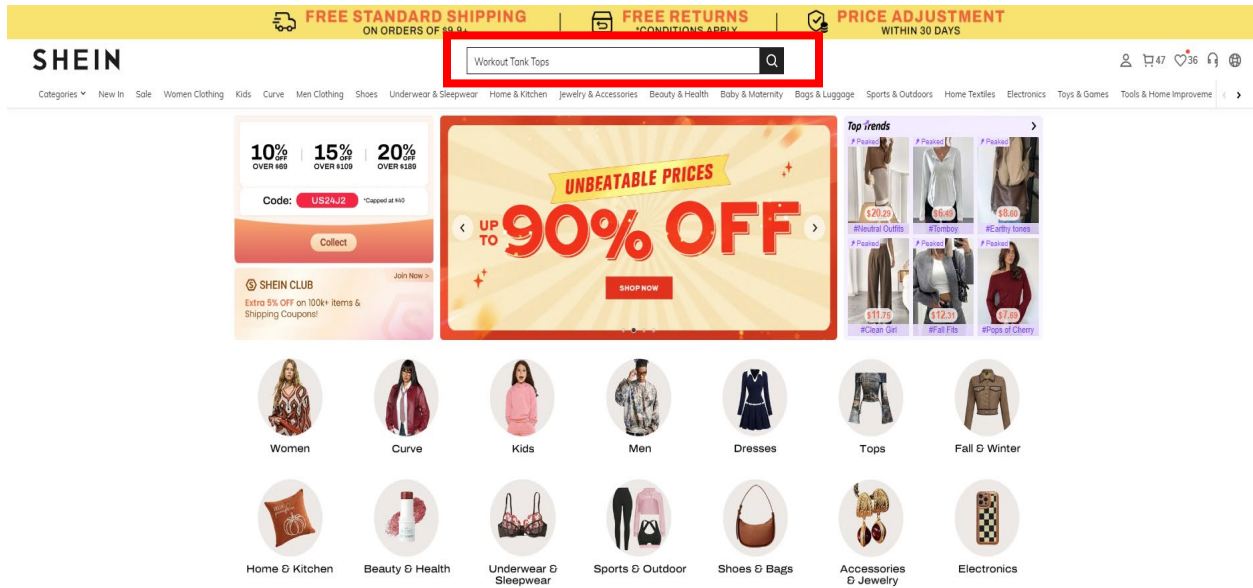 FREE STANDARD SHIPPING
ON ORDERS OF $9.9+
FREE RETURNS
*CONDITIONS APPLY
PRICE ADJUSTMENT
WITHIN 30 DAYS
SHEIN
Workout Tank Tops
47
36
Categories New In Sale Women Clothing Kids Curve Men Clothing Shoes Underwear & Sleepwear Home & Kitchen Jewelry & Accessories Beauty & Health Baby & Maternity Bags & Luggage Sports & Outdoors Home Textiles Electronics Toys & Games Tools & Home Improveme
10% OFF
OVER $69
15% OFF
OVER $109
20% OFF
OVER $189
Code: US24J2 *Capped at $40
Collect
SHEIN CLUB
Join Now >
Extra 5% OFF on 100k+ items &
Shipping Coupons!
UNBEATABLE PRICES
UP TO 90% OFF
SHOP NOW
Top Trends
Peaked Peaked Peaked
$20.29 $6.49 $8.60
#Neutral Outfits #Tomboy #Earthy tones
Peaked Peaked Peaked
$11.75 $12.31 $7.69
#Clean Girl #Fall Fits #Pops of Cherry
Women Curve Kids Men Dresses Tops Fall & Winter
Home & Kitchen Beauty & Health Underwear & Sleepwear Sports & Outdoor Shoes & Bags Accessories & Jewelry Electronics